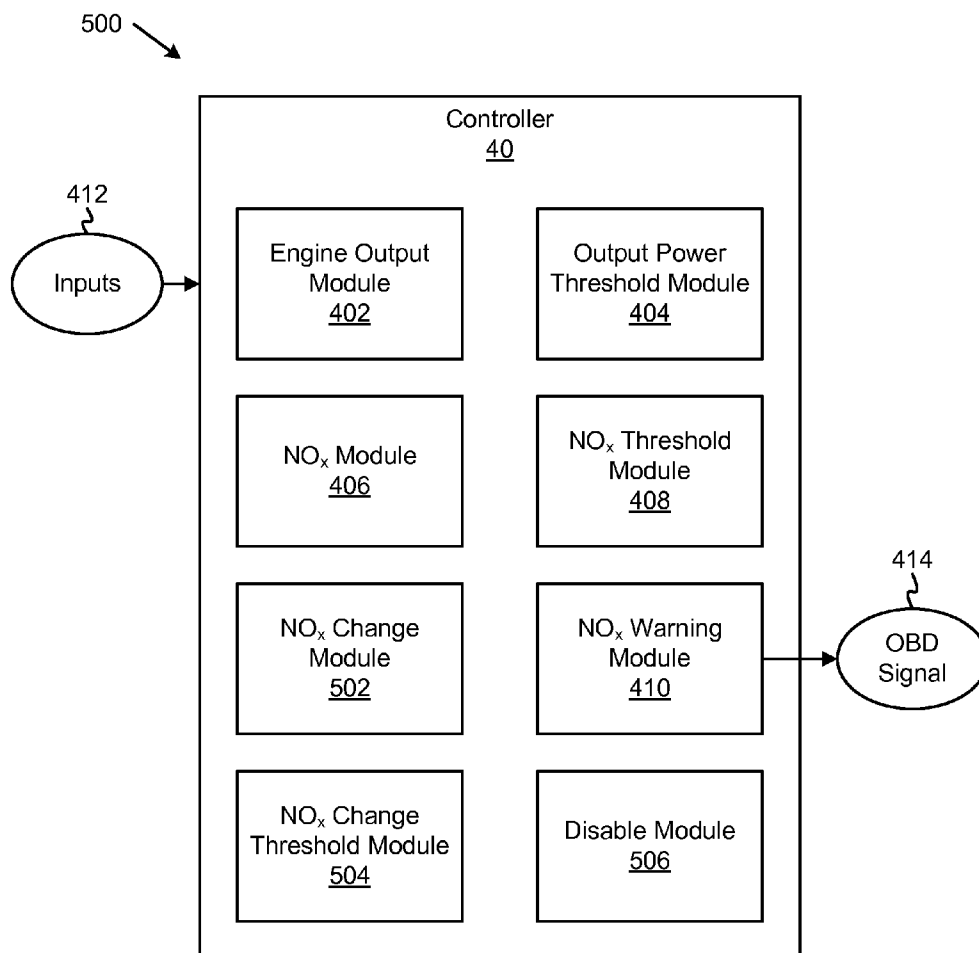 500
Controller
40
412
Inputs
Engine Output
Module
402
Output Power
Threshold Module
404
NOx Module
406
NOx Threshold
Module
408
NOx Change
Module
502
NOx Warning
Module
410
414
OBD
Signal
NOx Change
Threshold Module
504
Disable Module
506